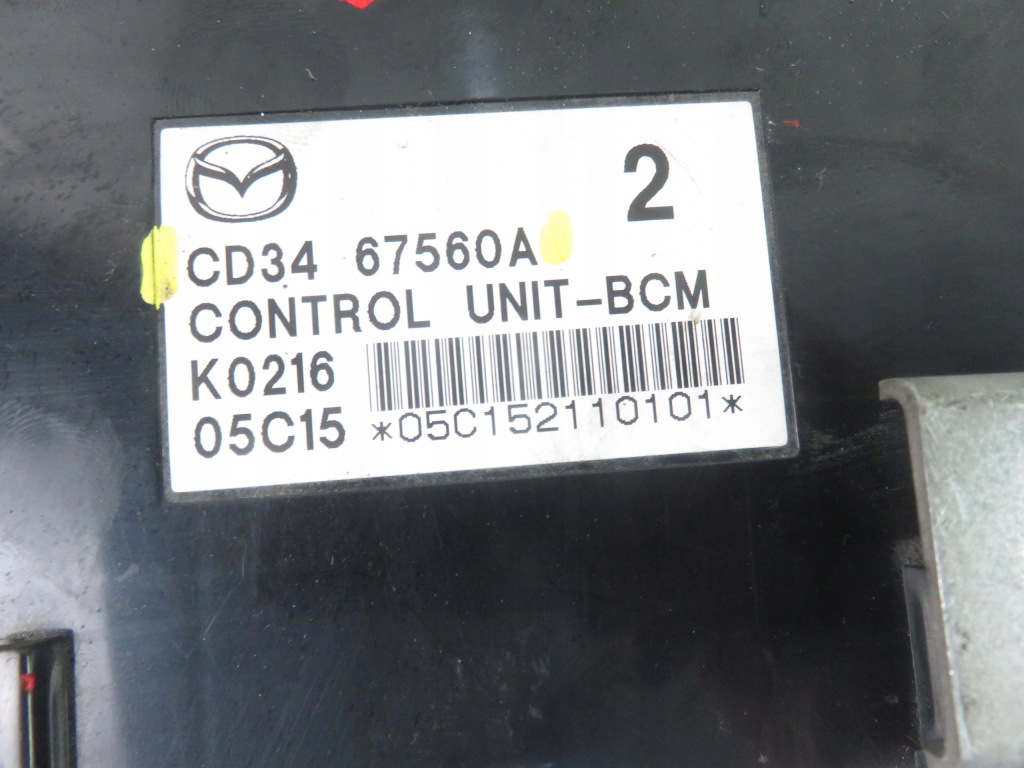 2
CD34 67560A
CONTROL UNIT-BCM
K0216
05C15 *05C152110101*